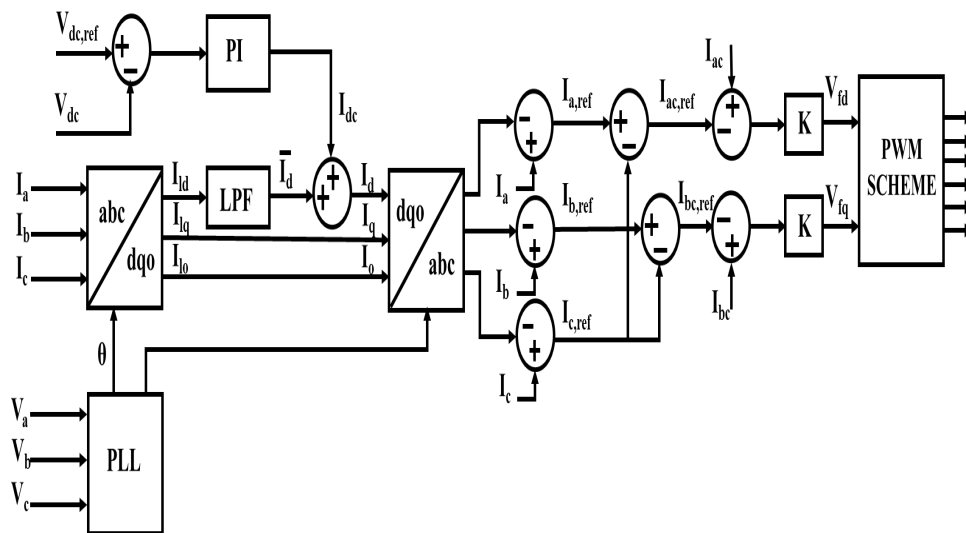 V_dc,ref
+
−
PI
V_dc
I_dc
I_a
I_b
I_c
abc
dqo
I_ld
I_lq
I_lo
LPF
Ī_d
+
+
I_d
I_q
I_o
dqo
abc
θ
V_a
V_b
V_c
PLL
−
+
I_a
I_a,ref
−
+
I_b
I_b,ref
−
+
I_c
I_c,ref
+
−
I_ac,ref
+
−
I_bc,ref
I_ac
+
−
K
V_fd
−
+
I_bc
K
V_fq
PWM
SCHEME